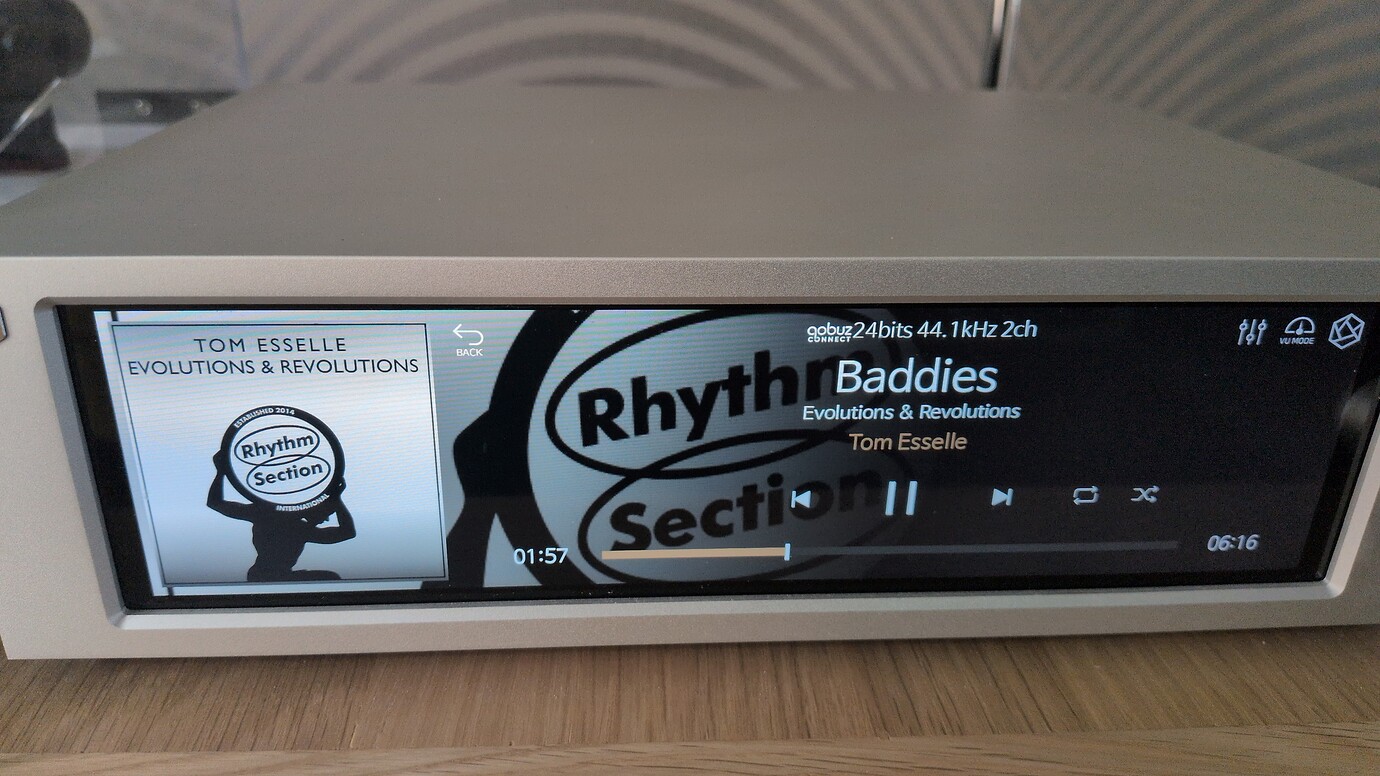 TOM ESSELLE
EVOLUTIONS & REVOLUTIONS
ESTABLISHED 2014
Rhythm
Section
INTERNATIONAL
BACK
Rhythm
Section
qobuz
CONNECT
24bits 44.1kHz 2ch
Baddies
Evolutions & Revolutions
Tom Esselle
VU MODE
01:57
06:16